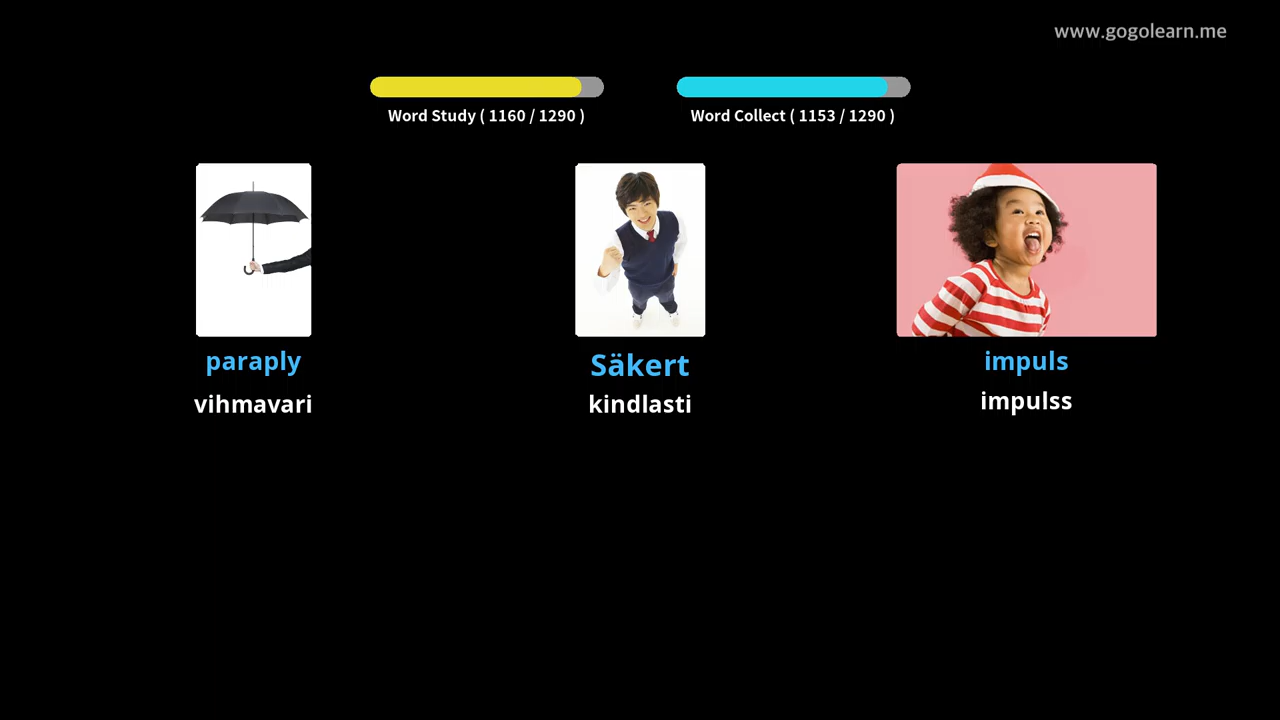 www.gogolearn.me
Word Study ( 1160 / 1290 )
Word Collect ( 1153 / 1290 )
paraply
Säkert
impuls
vihmavari
kindlasti
impulss